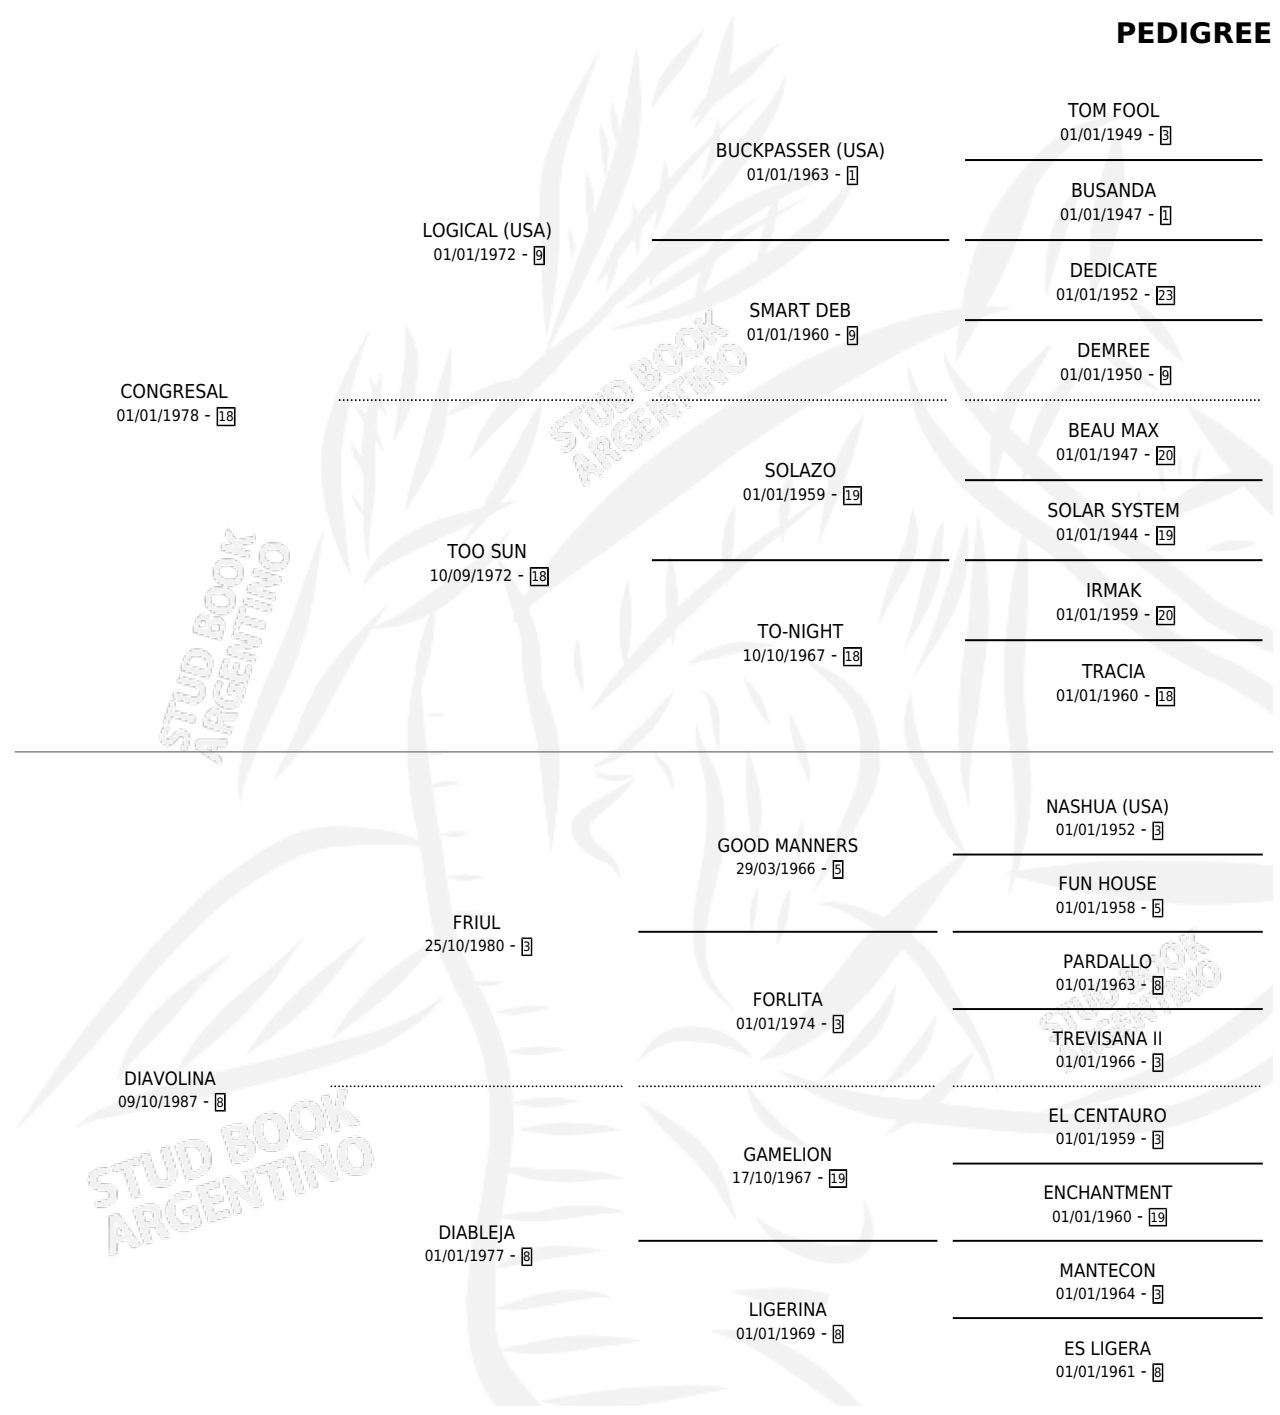 PEDIGREE
TOM FOOL
01/01/1949 - 3
BUCKPASSER (USA)
01/01/1963 - 1
BUSANDA
01/01/1947 - 1
LOGICAL (USA)
01/01/1972 - 9
DEDICATE
01/01/1952 - 23
SMART DEB
01/01/1960 - 9
DEMREE
01/01/1950 - 9
CONGRESAL
01/01/1978 - 18
BEAU MAX
01/01/1947 - 20
SOLAZO
01/01/1959 - 19
SOLAR SYSTEM
01/01/1944 - 19
TOO SUN
10/09/1972 - 18
IRMAK
01/01/1959 - 20
TO-NIGHT
10/10/1967 - 18
TRACIA
01/01/1960 - 18
NASHUA (USA)
01/01/1952 - 3
GOOD MANNERS
29/03/1966 - 5
FUN HOUSE
01/01/1958 - 5
FRIUL
25/10/1980 - 3
PARDALLO
01/01/1963 - 8
FORLITA
01/01/1974 - 3
TREVISANA II
01/01/1966 - 3
DIAVOLINA
09/10/1987 - 8
EL CENTAURO
01/01/1959 - 3
GAMELION
17/10/1967 - 19
ENCHANTMENT
01/01/1960 - 19
DIABLEJA
01/01/1977 - 8
MANTECON
01/01/1964 - 3
LIGERINA
01/01/1969 - 8
ES LIGERA
01/01/1961 - 8
STUD BOOK
ARGENTINO
STUD BOOK
ARGENTINO
STUD BOOK
ARGENTINO
STUD BOOK
ARGENTINO